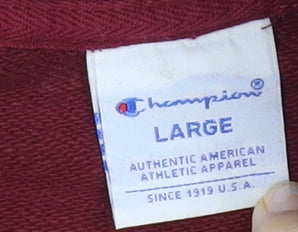 Champion®
LARGE
AUTHENTIC AMERICAN
ATHLETIC APPAREL
SINCE 1919 U.S.A.